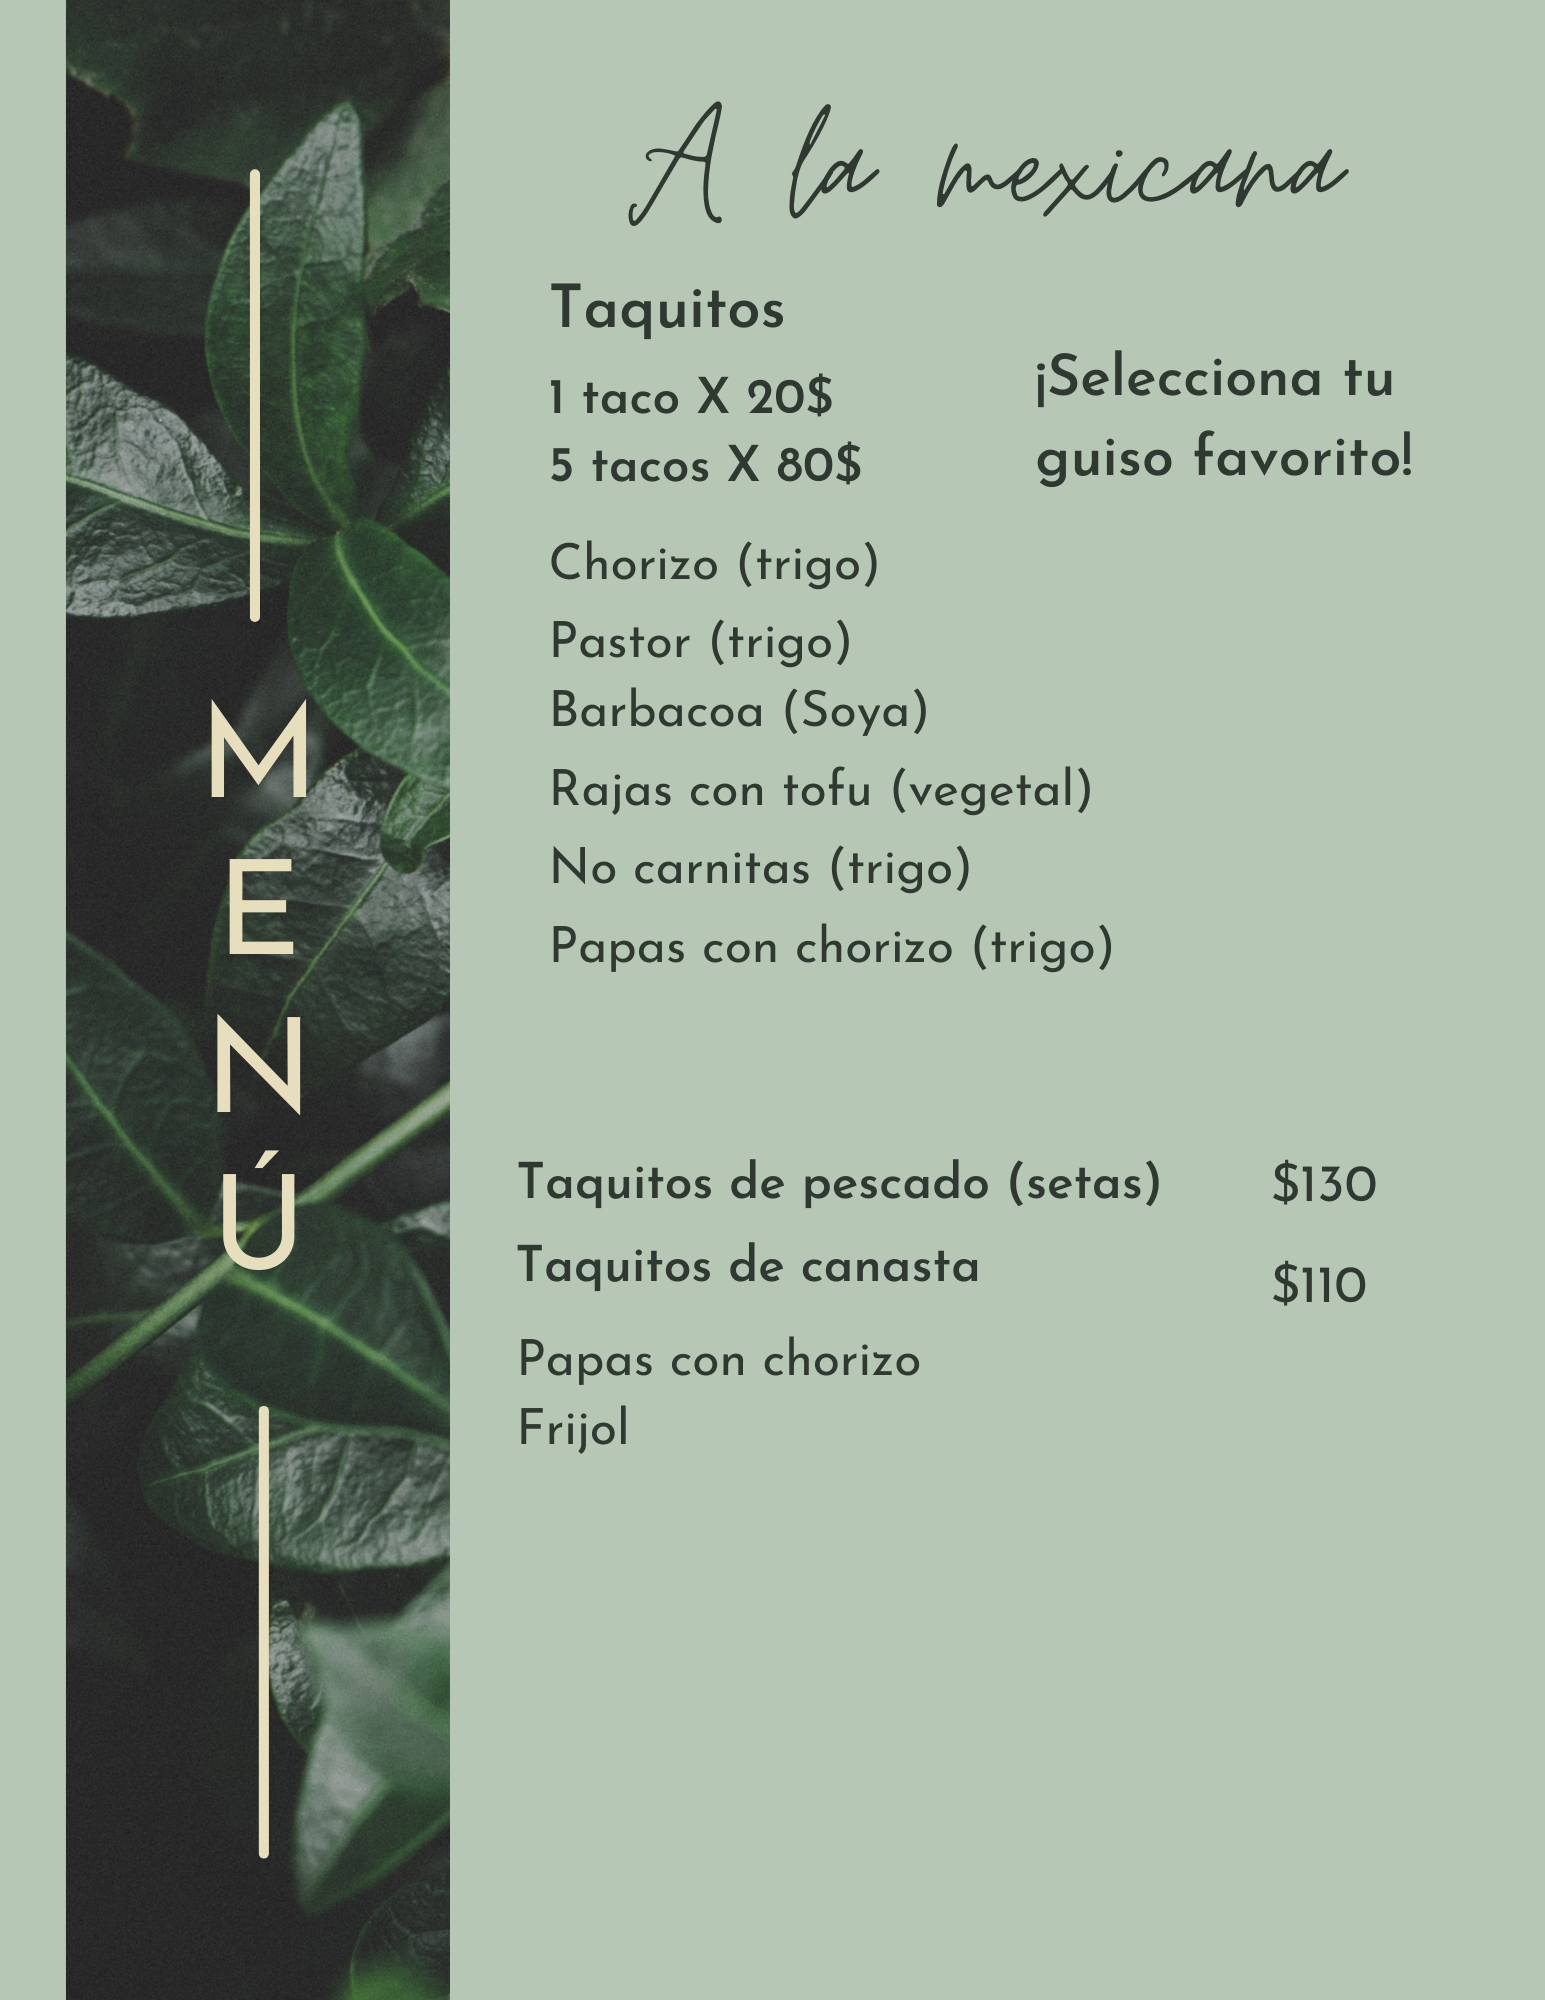 MENÚ
A la mexicana
Taquitos
1 taco X 20$
5 tacos X 80$
¡Selecciona tu
guiso favorito!
Chorizo (trigo)
Pastor (trigo)
Barbacoa (Soya)
Rajas con tofu (vegetal)
No carnitas (trigo)
Papas con chorizo (trigo)
Taquitos de pescado (setas) $130
Taquitos de canasta $110
Papas con chorizo
Frijol